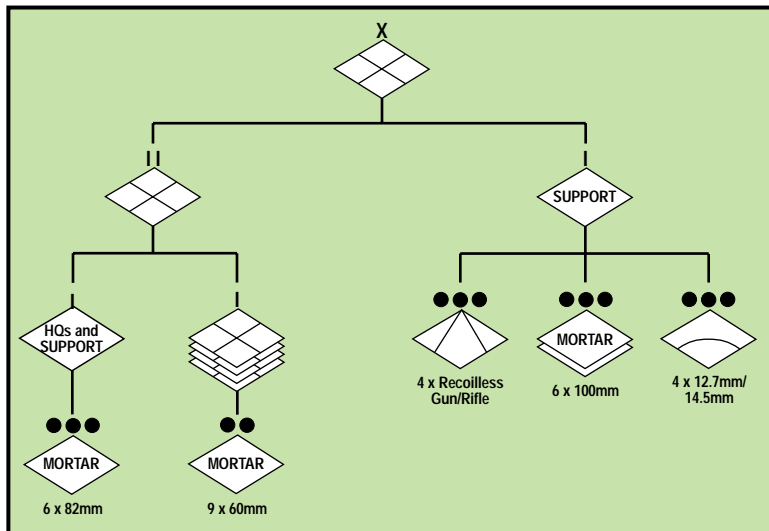 X
II
I
SUPPORT
I
I
HQs and
SUPPORT
MORTAR
4 x Recoilless
Gun/Rifle
6 x 100mm
4 x 12.7mm/
14.5mm
MORTAR
MORTAR
6 x 82mm
9 x 60mm